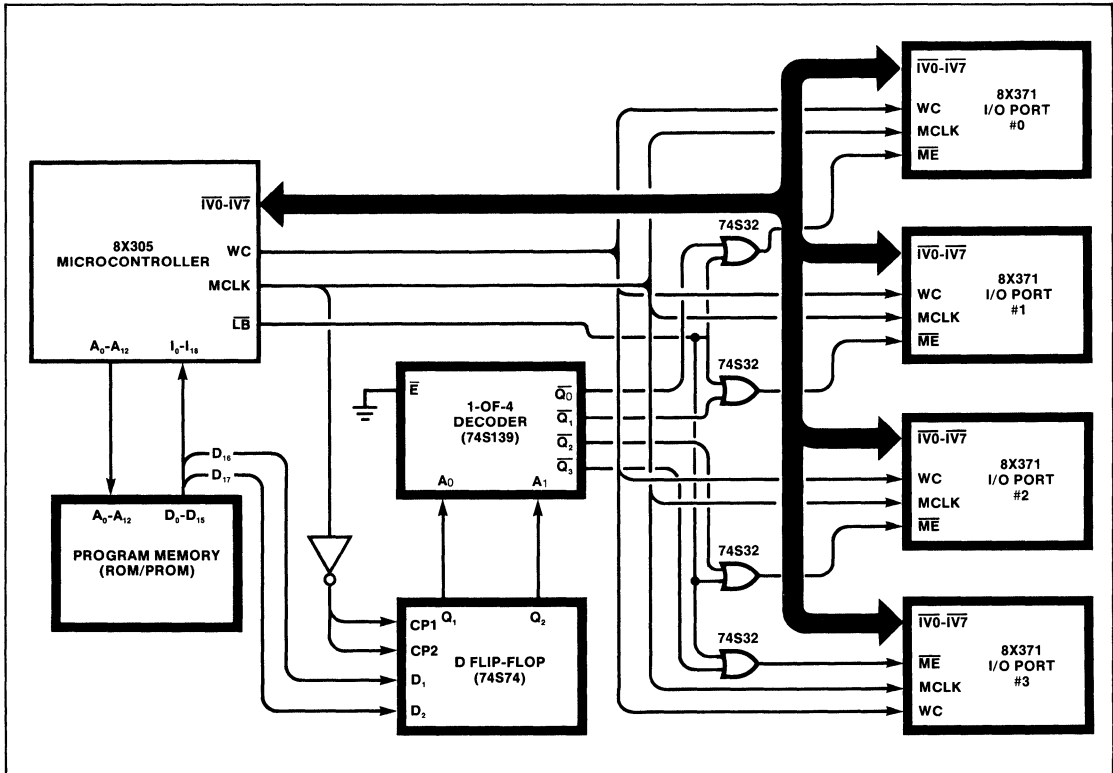 8X305
MICROCONTROLLER
IV0-IV7
WC
MCLK
LB
A₀-A₁₂ I₀-I₁₈
D₁₆
D₁₇
A₀-A₁₂ D₀-D₁₅
PROGRAM MEMORY
(ROM/PROM)
E
1-OF-4
DECODER
(74S139)
Q0
Q1
Q2
Q3
A0 A1
CP1
CP2
D₁
D₂
Q₁ Q₂
D FLIP-FLOP
(74S74)
74S32
74S32
74S32
74S32
IV0-IV7
WC
MCLK
ME
8X371
I/O PORT
#0
IV0-IV7
WC
MCLK
ME
8X371
I/O PORT
#1
IV0-IV7
WC
MCLK
ME
8X371
I/O PORT
#2
IV0-IV7
ME
MCLK
WC
8X371
I/O PORT
#3